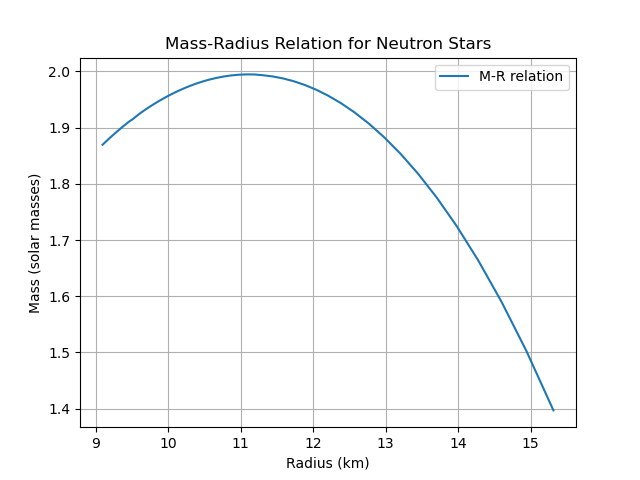 Mass-Radius Relation for Neutron Stars
M-R relation
2.0
1.9
1.8
1.7
1.6
1.5
1.4
Mass (solar masses)
9 10 11 12 13 14 15
Radius (km)